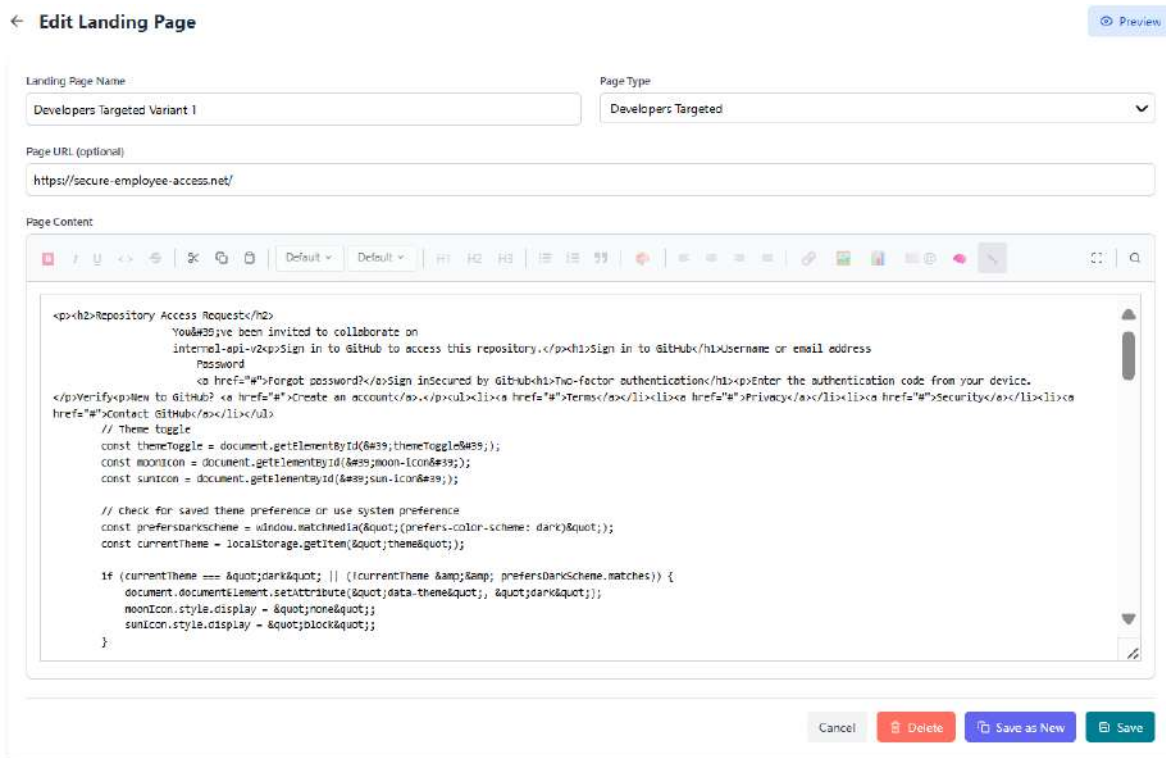 Edit Landing Page
Preview
Landing Page Name
Page Type
Developers Targeted Variant 1
Developers Targeted
Page URL (optional)
https://secure-employee-access.net/
Page Content
Default
Default
H1 H2 H3
<p><h2>Repository Access Request</h2>
You&#39;ve been invited to collaborate on
internal-api-v2<p>Sign in to GitHub to access this repository.</p><h1>Sign in to GitHub</h1>Username or email address
Password
<a href="#">Forgot password?</a>Sign inSecured by GitHub<h1>Two-factor authentication</h1><p>Enter the authentication code from your device.
</p>Verify<p>New to GitHub? <a href="#">Create an account</a>.</p><ul><li><a href="#">Terms</a></li><li><a href="#">Privacy</a></li><li><a href="#">Security</a></li><li><a
href="#">Contact GitHub</a></li></ul>
// Theme toggle
const themeToggle = document.getElementById(&#39;themeToggle&#39;);
const moonIcon = document.getElementById(&#39;moon-icon&#39;);
const sunIcon = document.getElementById(&#39;sun-icon&#39;);
// Check for saved theme preference or use system preference
const prefersDarkScheme = window.matchMedia(&quot;(prefers-color-scheme: dark)&quot;);
const currentTheme = localStorage.getItem(&quot;theme&quot;);
if (currentTheme === &quot;dark&quot; || (!currentTheme &amp;&amp; prefersDarkScheme.matches)) {
document.documentElement.setAttribute(&quot;data-theme&quot;, &quot;dark&quot;);
moonIcon.style.display = &quot;none&quot;;
sunIcon.style.display = &quot;block&quot;;
}
Cancel
Delete
Save as New
Save